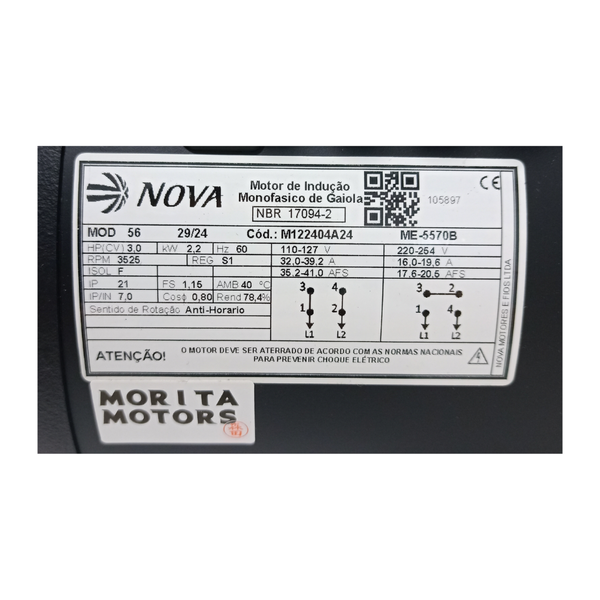 NOVA
Motor de Indução
Monofasico de Gaiola
NBR 17094-2
105897
CE
MOD 56 29/24 Cód.: M122404A24 ME-5570B
HP(CV) 3,0 kW 2,2 Hz 60 110-127 V 220-254 V
RPM 3525 REG S1 32,0-39,2 A 16,0-19,6 A
ISOL F 35,2-41,0 AFS 17,6-20,5 AFS
IP 21 FS 1,15 AMB 40 °C
IP/IN 7,0 Cosφ 0,80 Rend 78,4%
Sentido de Rotação Anti-Horario
3 4 3 2
1 2 1 4
L1 L2 L1 L2
ATENÇÃO! O MOTOR DEVE SER ATERRADO DE ACORDO COM AS NORMAS NACIONAIS
PARA PREVENIR CHOQUE ELÉTRICO
NOVA MOTORES E FIOS LTDA
MORITA
MOTORS